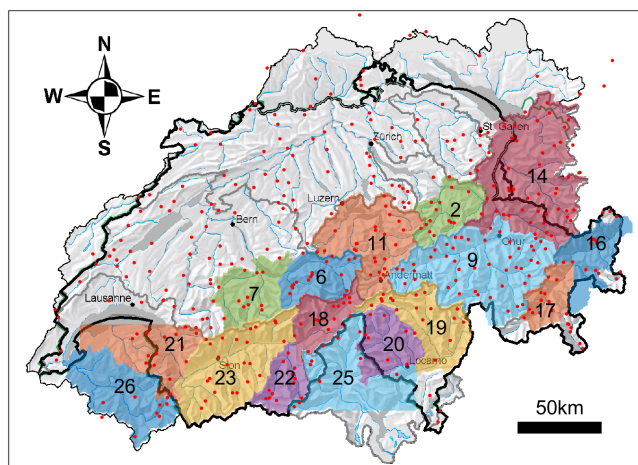 N
W E
S
St. Gallen
Zürich
14
Luzern
2
Bern
11
Chur
16
9
6
Andermatt
7
Lausanne
17
18
19
21
20
Sion
Locarno
23
22
25
26
50km